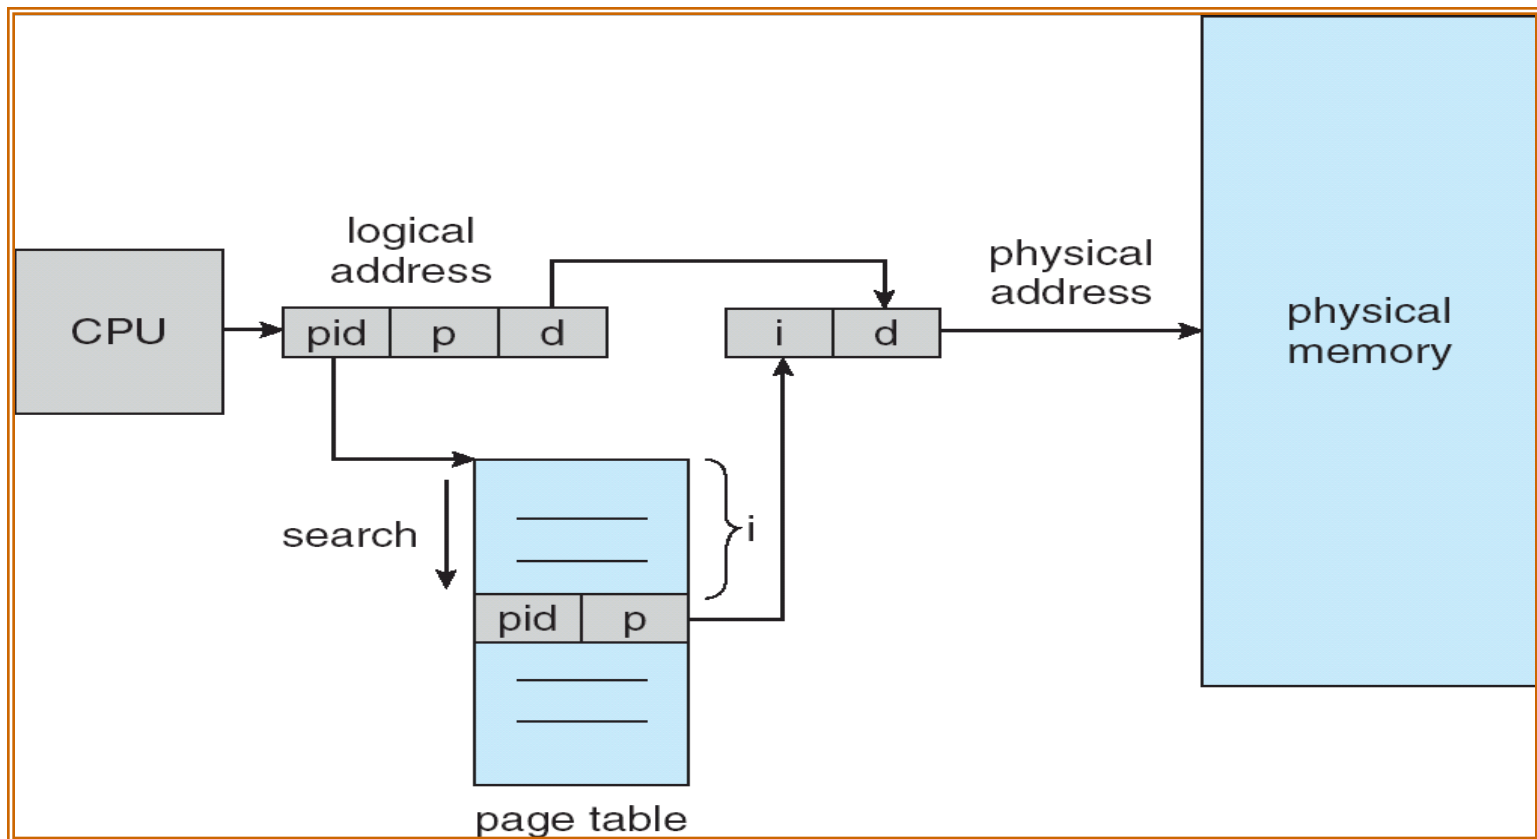 logical
address
physical
address
CPU
pid p d
i d
physical
memory
search
i
pid p
page table